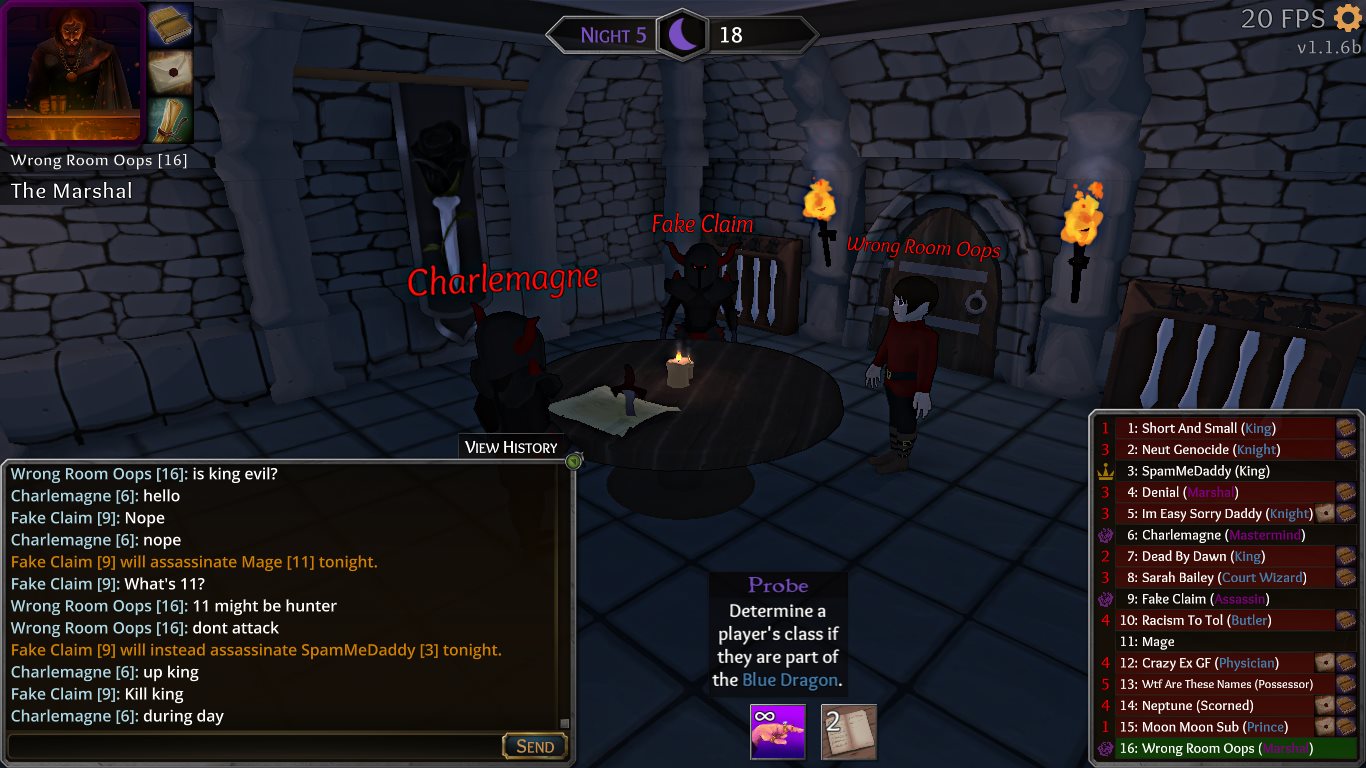 NIGHT 5
18
20 FPS
v1.1.6b
Wrong Room Oops [16]
The Marshal
Fake Claim
Wrong Room Oops
Charlemagne
VIEW HISTORY
Wrong Room Oops [16]: is king evil?
Charlemagne [6]: hello
Fake Claim [9]: Nope
Charlemagne [6]: nope
Fake Claim [9] will assassinate Mage [11] tonight.
Fake Claim [9]: What's 11?
Wrong Room Oops [16]: 11 might be hunter
Wrong Room Oops [16]: dont attack
Fake Claim [9] will instead assassinate SpamMeDaddy [3] tonight.
Charlemagne [6]: up king
Fake Claim [9]: Kill king
Charlemagne [6]: during day
SEND
Probe
Determine a
player's class if
they are part of
the Blue Dragon.
∞
2
1 1: Short And Small (King)
3 2: Neut Genocide (Knight)
3: SpamMeDaddy (King)
3 4: Denial (Marshal)
3 5: Im Easy Sorry Daddy (Knight)
6: Charlemagne (Mastermind)
2 7: Dead By Dawn (King)
3 8: Sarah Bailey (Court Wizard)
9: Fake Claim (Assassin)
4 10: Racism To Tol (Butler)
11: Mage
4 12: Crazy Ex GF (Physician)
5 13: Wtf Are These Names (Possessor)
4 14: Neptune (Scorned)
1 15: Moon Moon Sub (Prince)
16: Wrong Room Oops (Marshal)